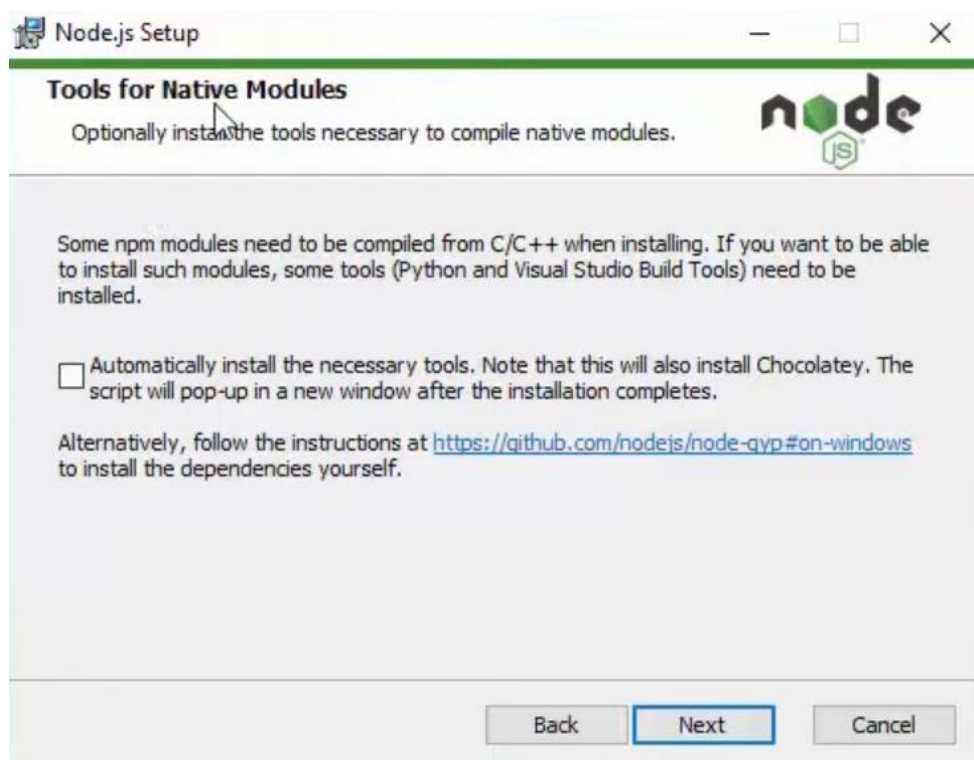 Node.js Setup
Tools for Native Modules
Optionally install the tools necessary to compile native modules.
node
JS
Some npm modules need to be compiled from C/C++ when installing. If you want to be able
to install such modules, some tools (Python and Visual Studio Build Tools) need to be
installed.
Automatically install the necessary tools. Note that this will also install Chocolatey. The
script will pop-up in a new window after the installation completes.
Alternatively, follow the instructions at https://github.com/nodejs/node-gyp#on-windows
to install the dependencies yourself.
Back
Next
Cancel